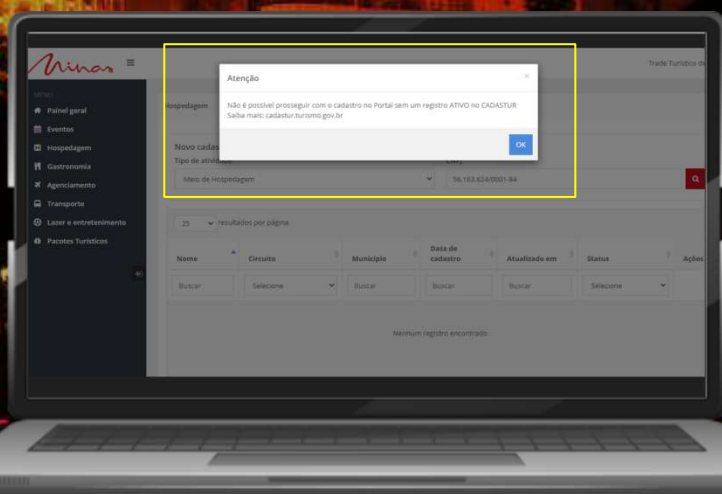 Minas
Trade Turístico de
MENU
Painel geral
Eventos
Hospedagem
Gastronomia
Agenciamento
Transporte
Lazer e entretenimento
Pacotes Turísticos
Atenção
×
Não é possível prosseguir com o cadastro no Portal sem um registro ATIVO no CADASTUR
Saiba mais: cadastur.turismo.gov.br
OK
Hospedagem
Novo cadas
Tipo de atividade
Meio de Hospedagem
56.183.624/0001-84
25 resultados por página
Nome
Circuito
Município
Data de
cadastro
Atualizado em
Status
Ações
Buscar
Selecione
Buscar
Buscar
Buscar
Selecione
Nenhum registro encontrado